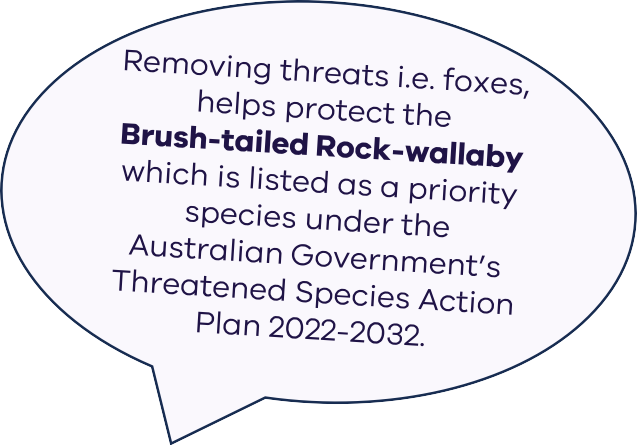 Removing threats i.e. foxes,
helps protect the
Brush-tailed Rock-wallaby
which is listed as a priority
species under the
Australian Government's
Threatened Species Action
Plan 2022-2032.